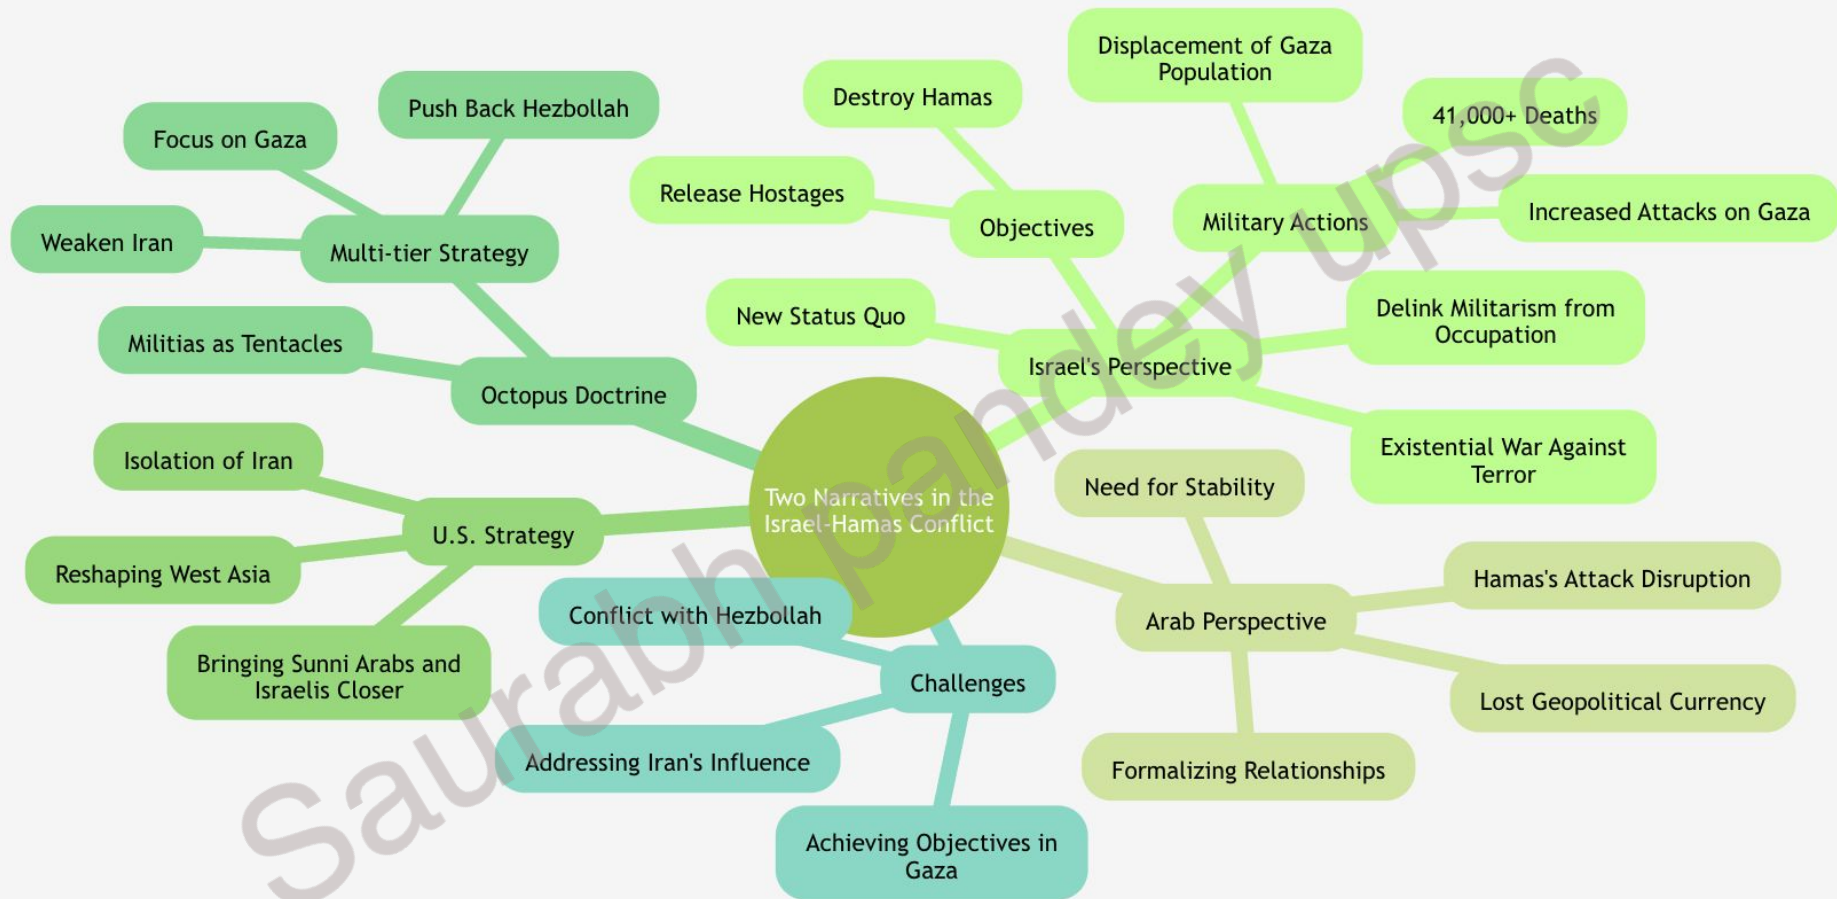 Displacement of Gaza
Population
Destroy Hamas
Push Back Hezbollah
41,000+ Deaths
Focus on Gaza
Release Hostages
Increased Attacks on Gaza
Objectives
Military Actions
Weaken Iran
Multi-tier Strategy
New Status Quo
Delink Militarism from
Occupation
Militias as Tentacles
Israel's Perspective
Octopus Doctrine
Existential War Against
Terror
Isolation of Iran
Need for Stability
Two Narratives in the
Israel-Hamas Conflict
U.S. Strategy
Reshaping West Asia
Hamas's Attack Disruption
Conflict with Hezbollah
Arab Perspective
Bringing Sunni Arabs and
Israelis Closer
Challenges
Lost Geopolitical Currency
Addressing Iran's Influence
Formalizing Relationships
Achieving Objectives in
Gaza
Saurabh pandey upsc